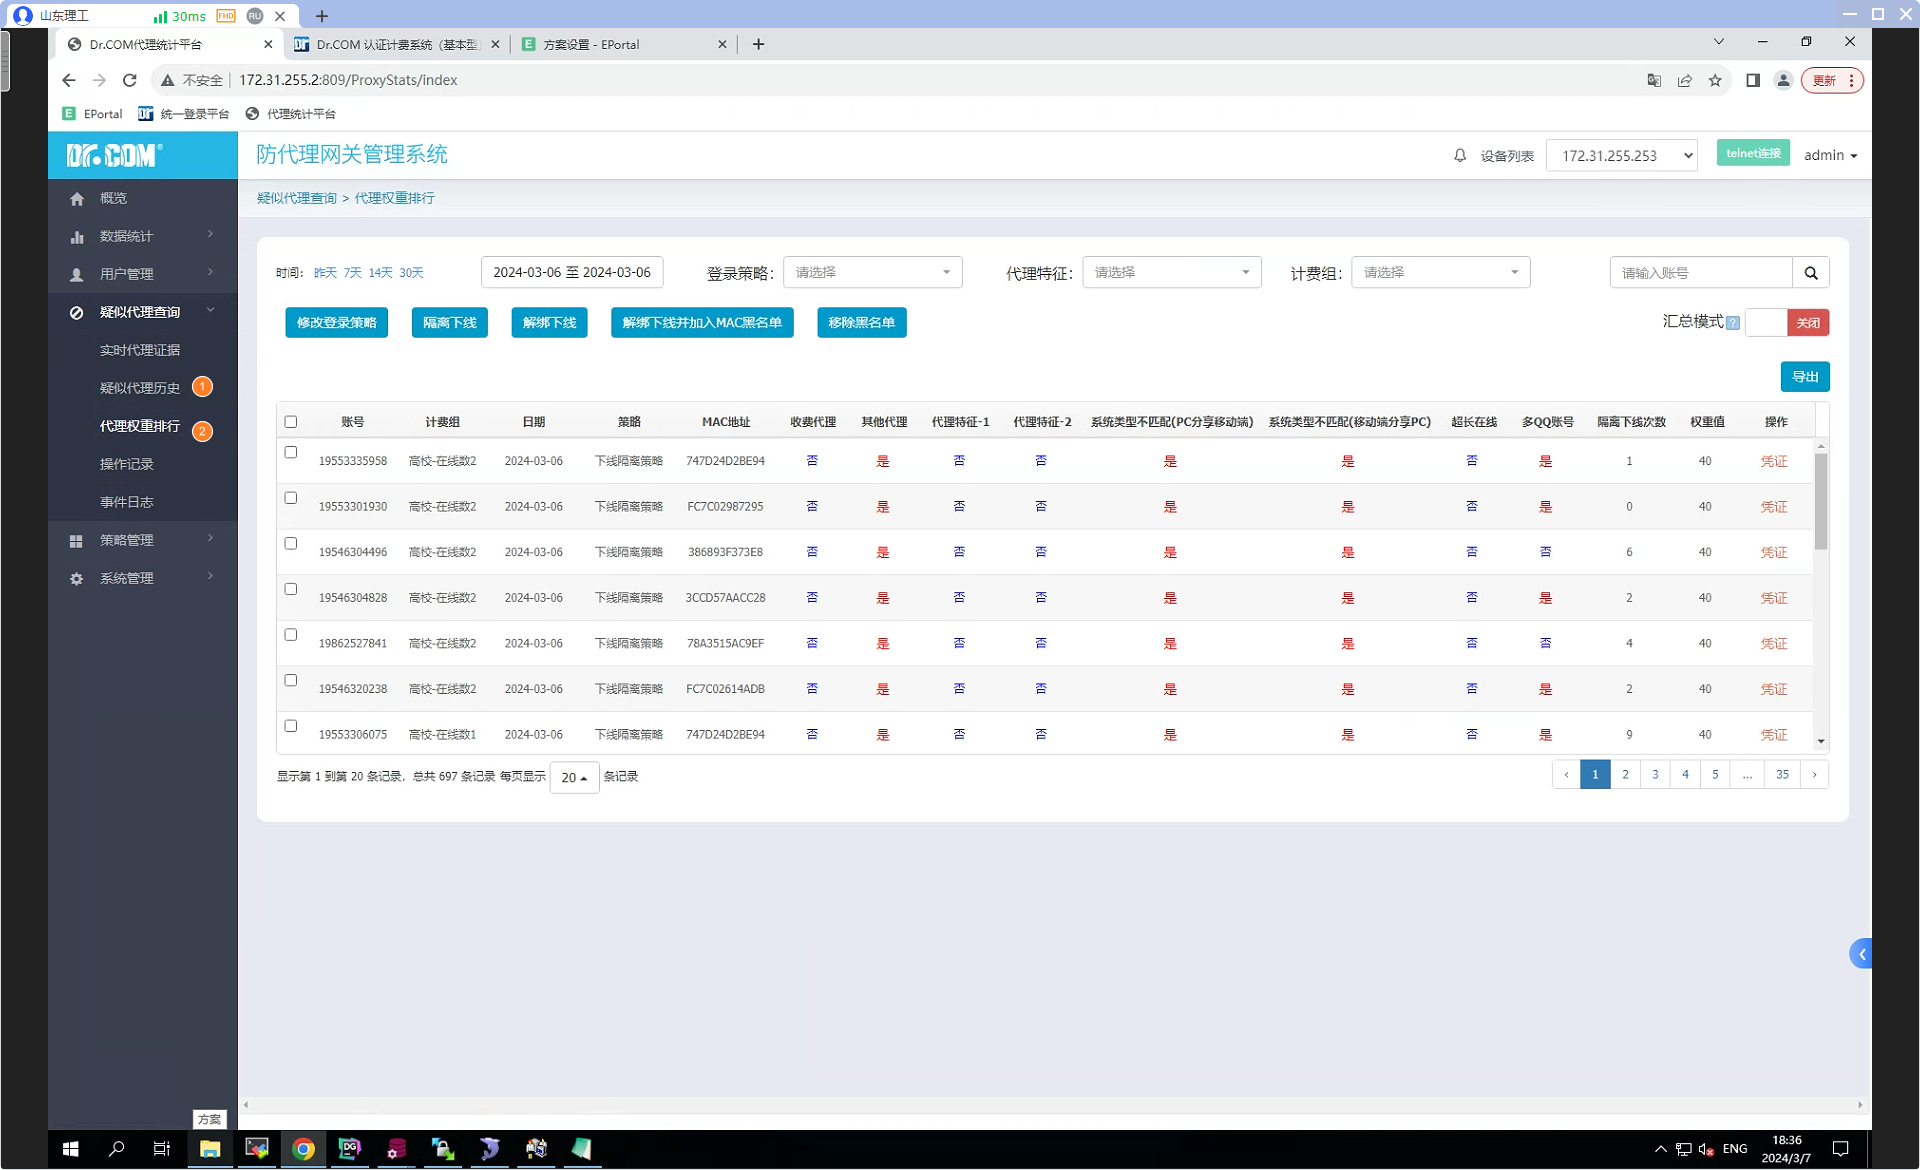 山东理工 30ms FHD RU
Dr.COM代理统计平台 Dr.COM 认证计费系统（基本型 方案设置 - EPortal
不安全 172.31.255.2:809/ProxyStats/index 更新
EPortal 统一登录平台 代理统计平台
Dr.COM 防代理网关管理系统 设备列表 172.31.255.253 telnet连接 admin
疑似代理查询 > 代理权重排行
概览
数据统计
用户管理
疑似代理查询
实时代理证据
疑似代理历史 1
代理权重排行 2
操作记录
事件日志
策略管理
系统管理
时间: 昨天 7天 14天 30天 2024-03-06 至 2024-03-06 登录策略: 请选择 代理特征: 请选择 计费组: 请选择 请输入账号
修改登录策略 隔离下线 解绑下线 解绑下线并加入MAC黑名单 移除黑名单 汇总模式 ? 关闭
导出
账号 计费组 日期 策略 MAC地址 收费代理 其他代理 代理特征-1 代理特征-2 系统类型不匹配(PC分享移动端) 系统类型不匹配(移动端分享PC) 超长在线 多QQ账号 隔离下线次数 权重值 操作
19553335958 高校-在线数2 2024-03-06 下线隔离策略 747D24D2BE94 否 是 否 否 是 是 否 是 1 40 凭证
19553301930 高校-在线数2 2024-03-06 下线隔离策略 FC7C02987295 否 是 否 否 是 是 否 是 0 40 凭证
19546304496 高校-在线数2 2024-03-06 下线隔离策略 386893F373E8 否 是 否 否 是 是 否 否 6 40 凭证
19546304828 高校-在线数2 2024-03-06 下线隔离策略 3CCD57AACC28 否 是 否 否 是 是 否 是 2 40 凭证
19862527841 高校-在线数2 2024-03-06 下线隔离策略 78A3515AC9EF 否 是 否 否 是 是 否 否 4 40 凭证
19546320238 高校-在线数2 2024-03-06 下线隔离策略 FC7C02614ADB 否 是 否 否 是 是 否 是 2 40 凭证
19553306075 高校-在线数1 2024-03-06 下线隔离策略 747D24D2BE94 否 是 否 否 是 是 否 是 9 40 凭证
显示第 1 到第 20 条记录，总共 697 条记录 每页显示 20 条记录 ‹ 1 2 3 4 5 ... 35 ›
方案
ENG 18:36
2024/3/7